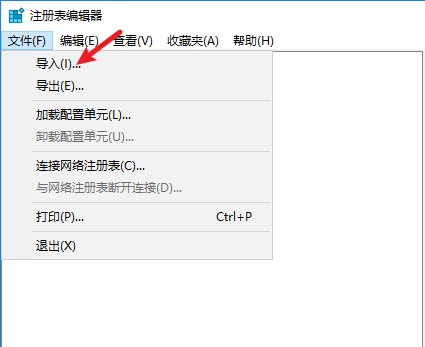 注册表编辑器
文件(F) 编辑(E) 查看(V) 收藏夹(A) 帮助(H)
导入(I)...
导出(E)...
加载配置单元(L)...
卸载配置单元(U)...
连接网络注册表(C)...
与网络注册表断开连接(D)...
打印(P)... Ctrl+P
退出(X)